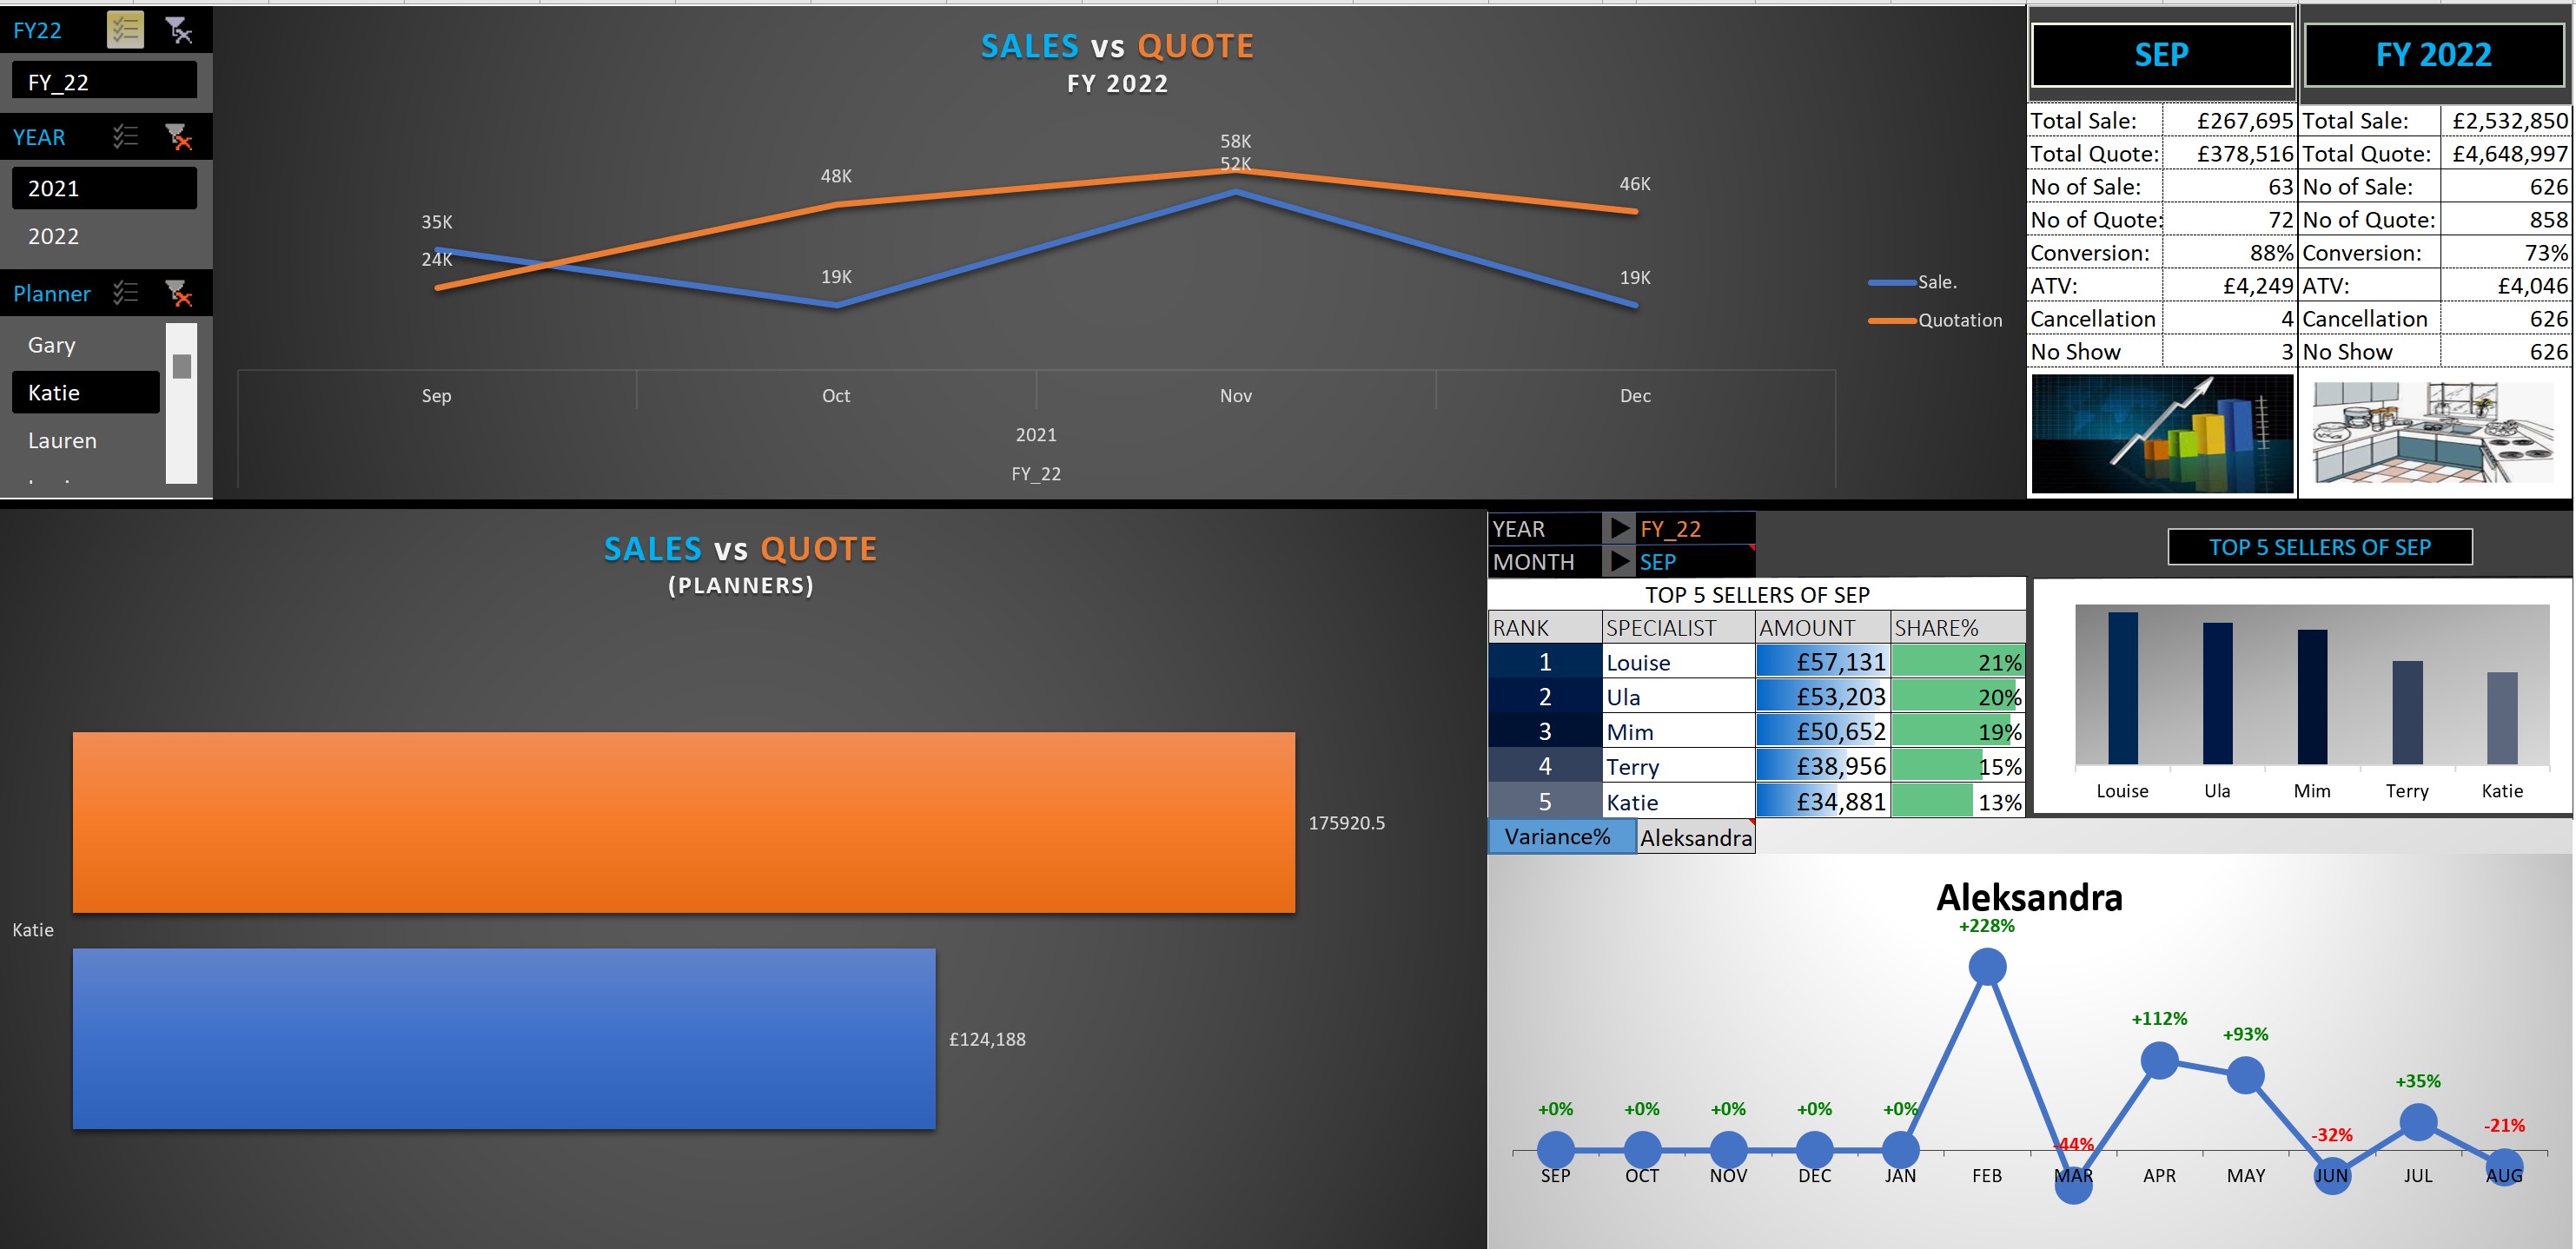 FY22
FY_22
YEAR
2021
2022
Planner
Gary
Katie
Lauren
SALES vs QUOTE
FY 2022
58K
52K
48K
46K
35K
24K
19K
19K
Sale.
Quotation
Sep Oct Nov Dec
2021
FY_22
SEP FY 2022
Total Sale: £267,695 Total Sale: £2,532,850
Total Quote: £378,516 Total Quote: £4,648,997
No of Sale: 63 No of Sale: 626
No of Quote: 72 No of Quote: 858
Conversion: 88% Conversion: 73%
ATV: £4,249 ATV: £4,046
Cancellation 4 Cancellation 626
No Show 3 No Show 626
SALES vs QUOTE
(PLANNERS)
175920.5
Katie
£124,188
YEAR FY_22
MONTH SEP
TOP 5 SELLERS OF SEP
RANK SPECIALIST AMOUNT SHARE%
1 Louise £57,131 21%
2 Ula £53,203 20%
3 Mim £50,652 19%
4 Terry £38,956 15%
5 Katie £34,881 13%
Variance% Aleksandra
TOP 5 SELLERS OF SEP
Louise Ula Mim Terry Katie
Aleksandra
+228%
+112%
+93%
+35%
+0% +0% +0% +0% +0%
-44% -32% -21%
SEP OCT NOV DEC JAN FEB MAR APR MAY JUN JUL AUG